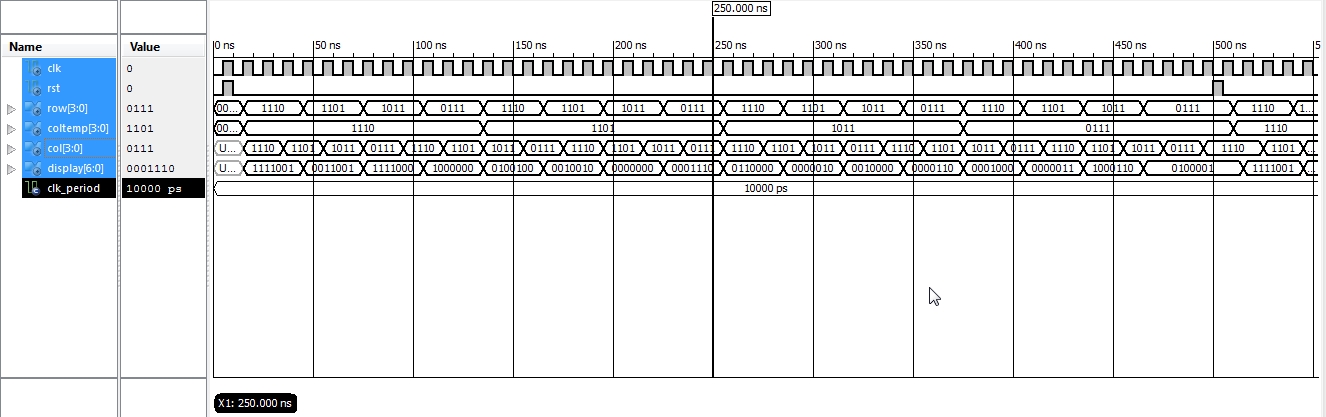 250.000 ns
Name Value
0 ns 50 ns 100 ns 150 ns 200 ns 250 ns 300 ns 350 ns 400 ns 450 ns 500 ns 5
clk 0
rst 0
row[3:0] 0111 00... 1110 1101 1011 0111 1110 1101 1011 0111 1110 1101 1011 0111 1110 1101 1011 0111 1110 1...
coltemp[3:0] 1101 00... 1110 1101 1011 0111 1110
col[3:0] 0111 U... 1110 1101 1011 0111 1110 1101 1011 0111 1110 1101 1011 0111 1110 1101 1011 0111 1110 1101 1011 0111 1110 1101 1011 0111 1110 1101 ...
display[6:0] 0001110 U... 1111001 0011001 1111000 1000000 0100100 0010010 0000000 0001110 0110000 0000010 0010000 0000110 0001000 0000011 1000110 0100001 1111001 ...
clk_period 10000 ps 10000 ps
X1: 250.000 ns